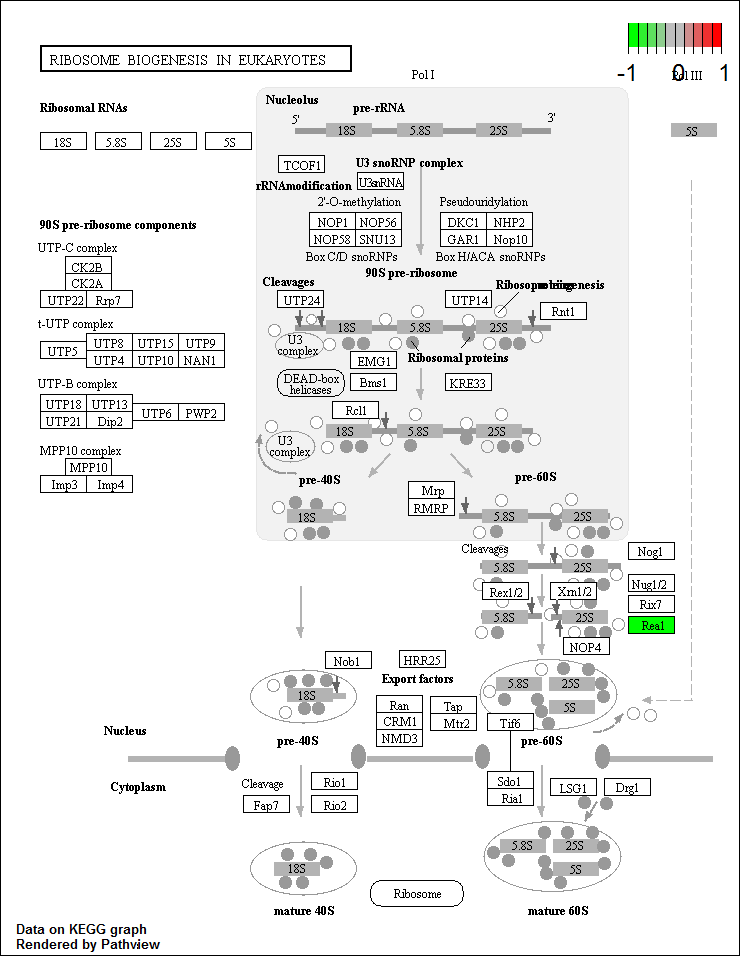 RIBOSOME BIOGENESIS IN EUKARYOTES
-1 0 1
Pol I
Pol III
Ribosomal RNAs
18S 5.8S 25S 5S
Nucleolus
pre-rRNA
5' 3'
18S 5.8S 25S
5S
TCOF1
U3 snoRNP complex
U3snRNA
rRNAmodification
2'-O-methylation
Pseudouridylation
NOP1 NOP56
NOP58 SNU13
DKC1 NHP2
GAR1 Nop10
Box C/D snoRNPs
Box H/ACA snoRNPs
90S pre-ribosome components
UTP-C complex
CK2B
CK2A
UTP22 Rrp7
t-UTP complex
UTP5
UTP8 UTP15 UTP9
UTP4 UTP10 NAN1
UTP-B complex
UTP18 UTP13
UTP21 Dip2
UTP6 PWP2
MPP10 complex
MPP10
Imp3 Imp4
90S pre-ribosome
Cleavages
UTP24
UTP14
Rnt1
18S 5.8S 25S
U3
complex
Ribosomal proteins
EMG1
Bms1
DEAD-box
helicases
KRE33
Rcl1
18S 5.8S 25S
U3
complex
pre-40S
pre-60S
Mrp
RMRP
18S
5.8S 25S
Cleavages
Nog1
5.8S 25S
Nug1/2
Rex1/2
Xrn1/2
Rix7
5.8S 25S
Rea1
NOP4
Nob1
HRR25
Export factors
18S
5.8S 25S
5S
Ran
CRM1
NMD3
Tap
Mtr2
Tif6
Nucleus
pre-40S
pre-60S
Cytoplasm
Cleavage
Fap7
Rio1
Rio2
Sdo1
Ria1
LSG1
Drg1
18S
5.8S 25S
5S
Ribosome
mature 40S
mature 60S
Data on KEGG graph
Rendered by Pathview